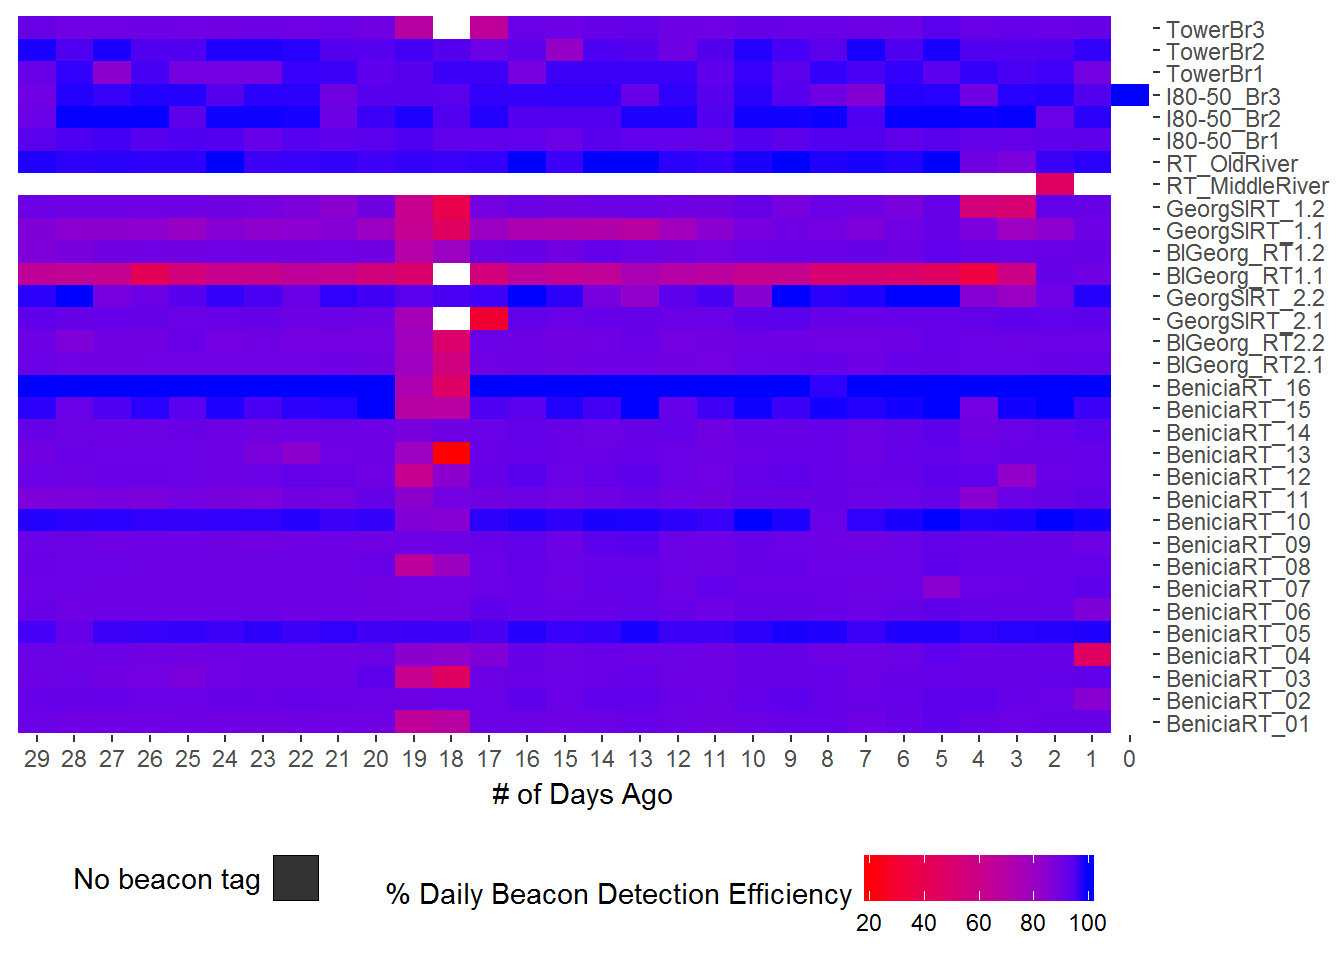 TowerBr3
TowerBr2
TowerBr1
I80-50_Br3
I80-50_Br2
I80-50_Br1
RT_OldRiver
RT_MiddleRiver
GeorgSlRT_1.2
GeorgSlRT_1.1
BlGeorg_RT1.2
BlGeorg_RT1.1
GeorgSlRT_2.2
GeorgSlRT_2.1
BlGeorg_RT2.2
BlGeorg_RT2.1
BeniciaRT_16
BeniciaRT_15
BeniciaRT_14
BeniciaRT_13
BeniciaRT_12
BeniciaRT_11
BeniciaRT_10
BeniciaRT_09
BeniciaRT_08
BeniciaRT_07
BeniciaRT_06
BeniciaRT_05
BeniciaRT_04
BeniciaRT_03
BeniciaRT_02
BeniciaRT_01
29 28 27 26 25 24 23 22 21 20 19 18 17 16 15 14 13 12 11 10 9 8 7 6 5 4 3 2 1 0
# of Days Ago
No beacon tag
% Daily Beacon Detection Efficiency
20 40 60 80 100